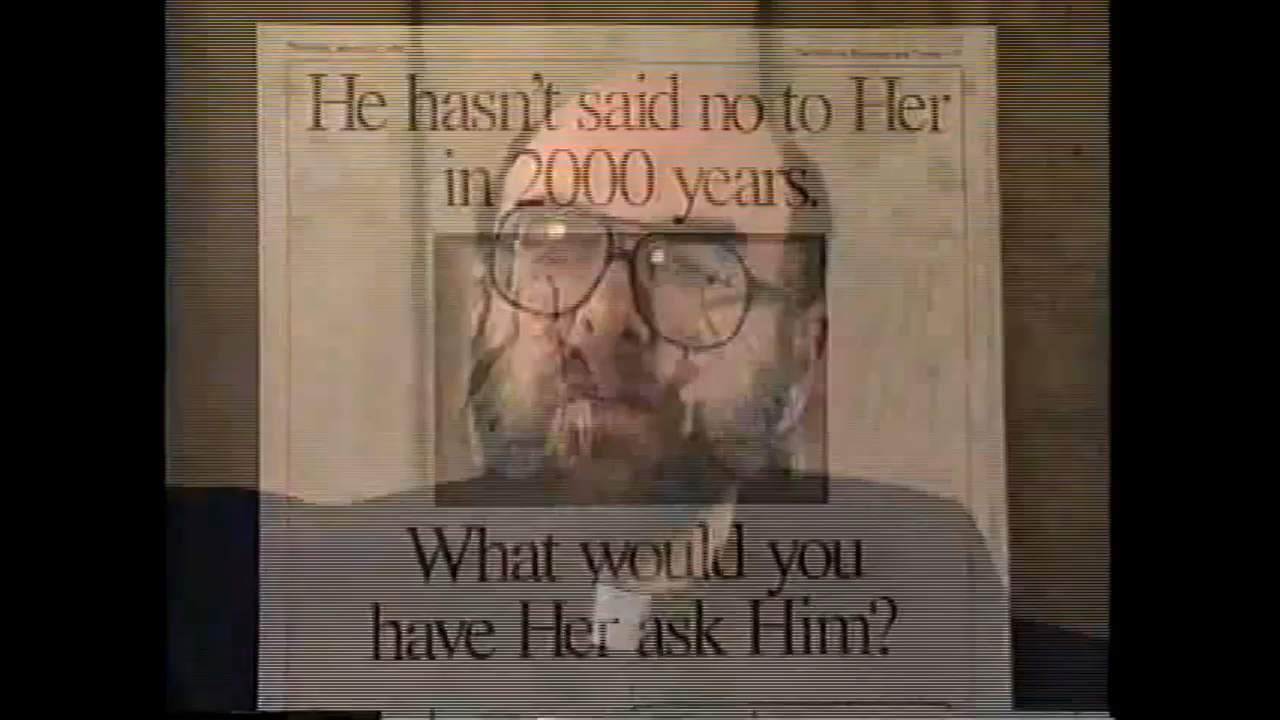 He hasn't said no to Her
in 2000 years.
What would you
have Her ask Him?